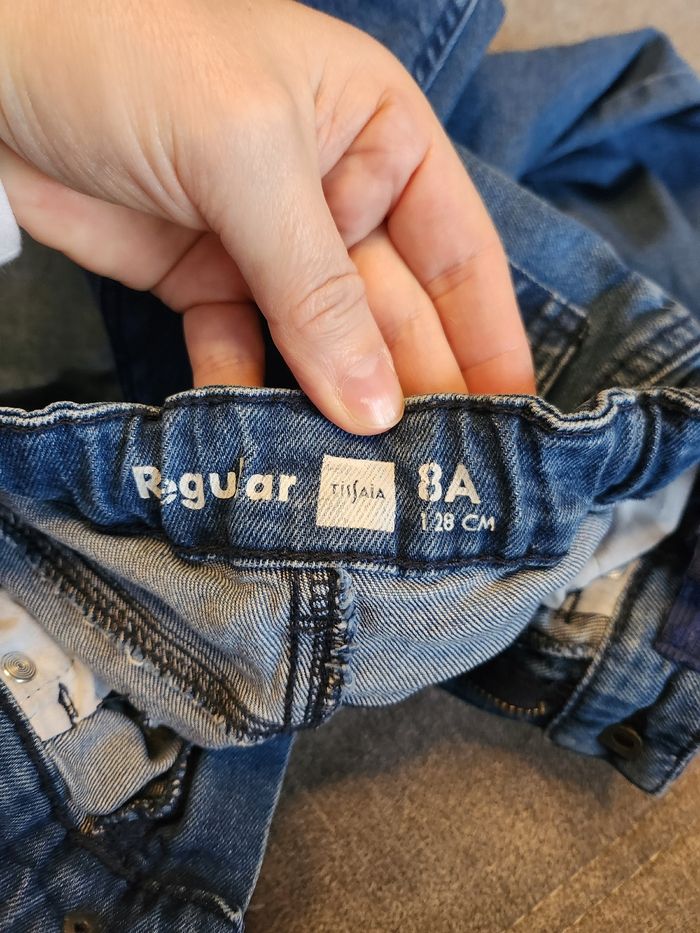 Regular
TISSAIA
8A
128 CM